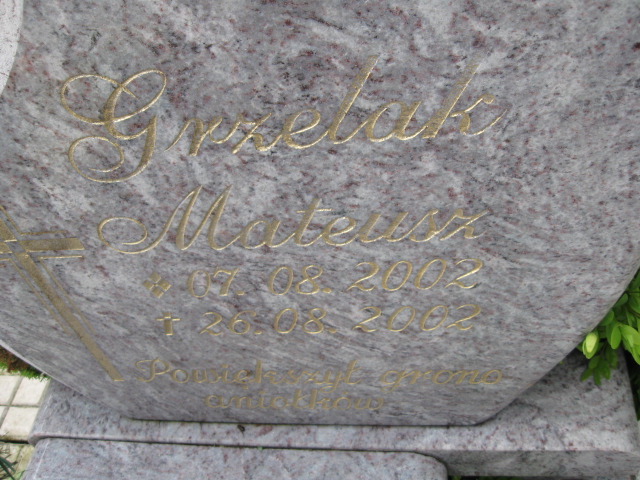 Grzelak
Mateusz
* 07. 08. 2002
† 26. 08. 2002
Powiększył grono
aniołków